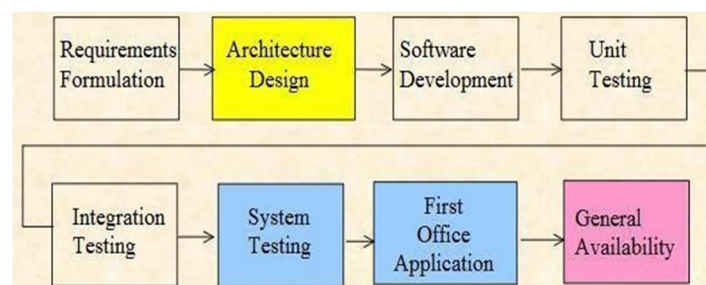 Requirements
Formulation
Architecture
Design
Software
Development
Unit
Testing
Integration
Testing
System
Testing
First
Office
Application
General
Availability